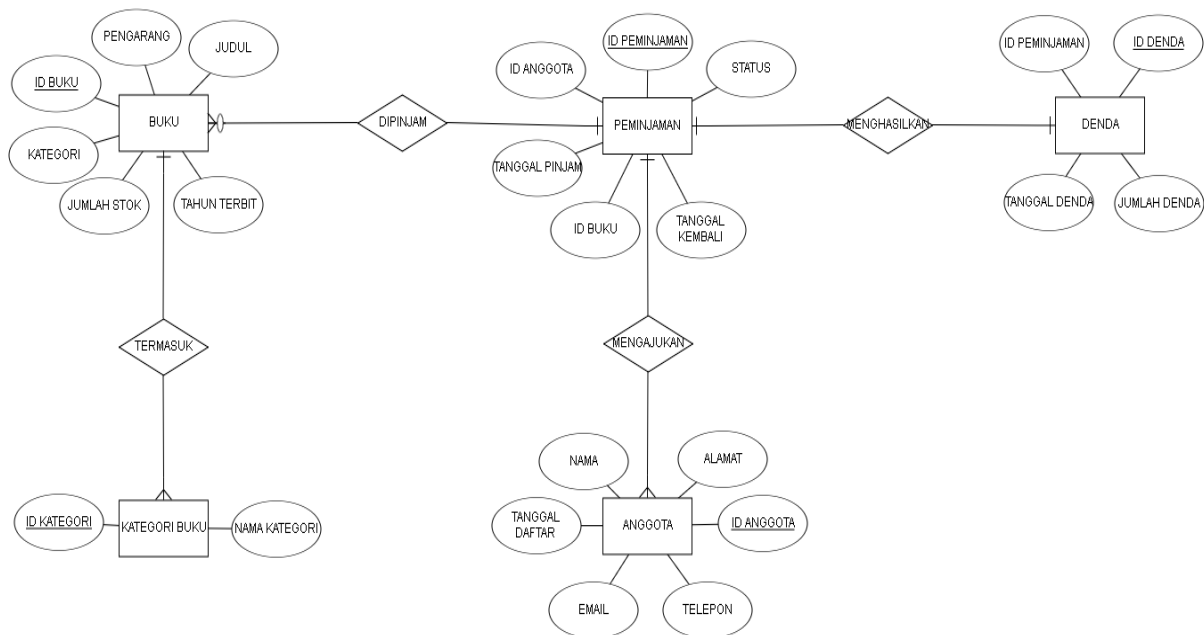 PENGARANG
JUDUL
ID BUKU
BUKU
KATEGORI
JUMLAH STOK
TAHUN TERBIT
DIPINJAM
ID PEMINJAMAN
ID ANGGOTA
STATUS
PEMINJAMAN
TANGGAL PINJAM
ID BUKU
TANGGAL
KEMBALI
MENGHASILKAN
ID PEMINJAMAN
ID DENDA
DENDA
TANGGAL DENDA
JUMLAH DENDA
TERMASUK
MENGAJUKAN
ID KATEGORI
KATEGORI BUKU
NAMA KATEGORI
NAMA
ALAMAT
TANGGAL
DAFTAR
ANGGOTA
ID ANGGOTA
EMAIL
TELEPON